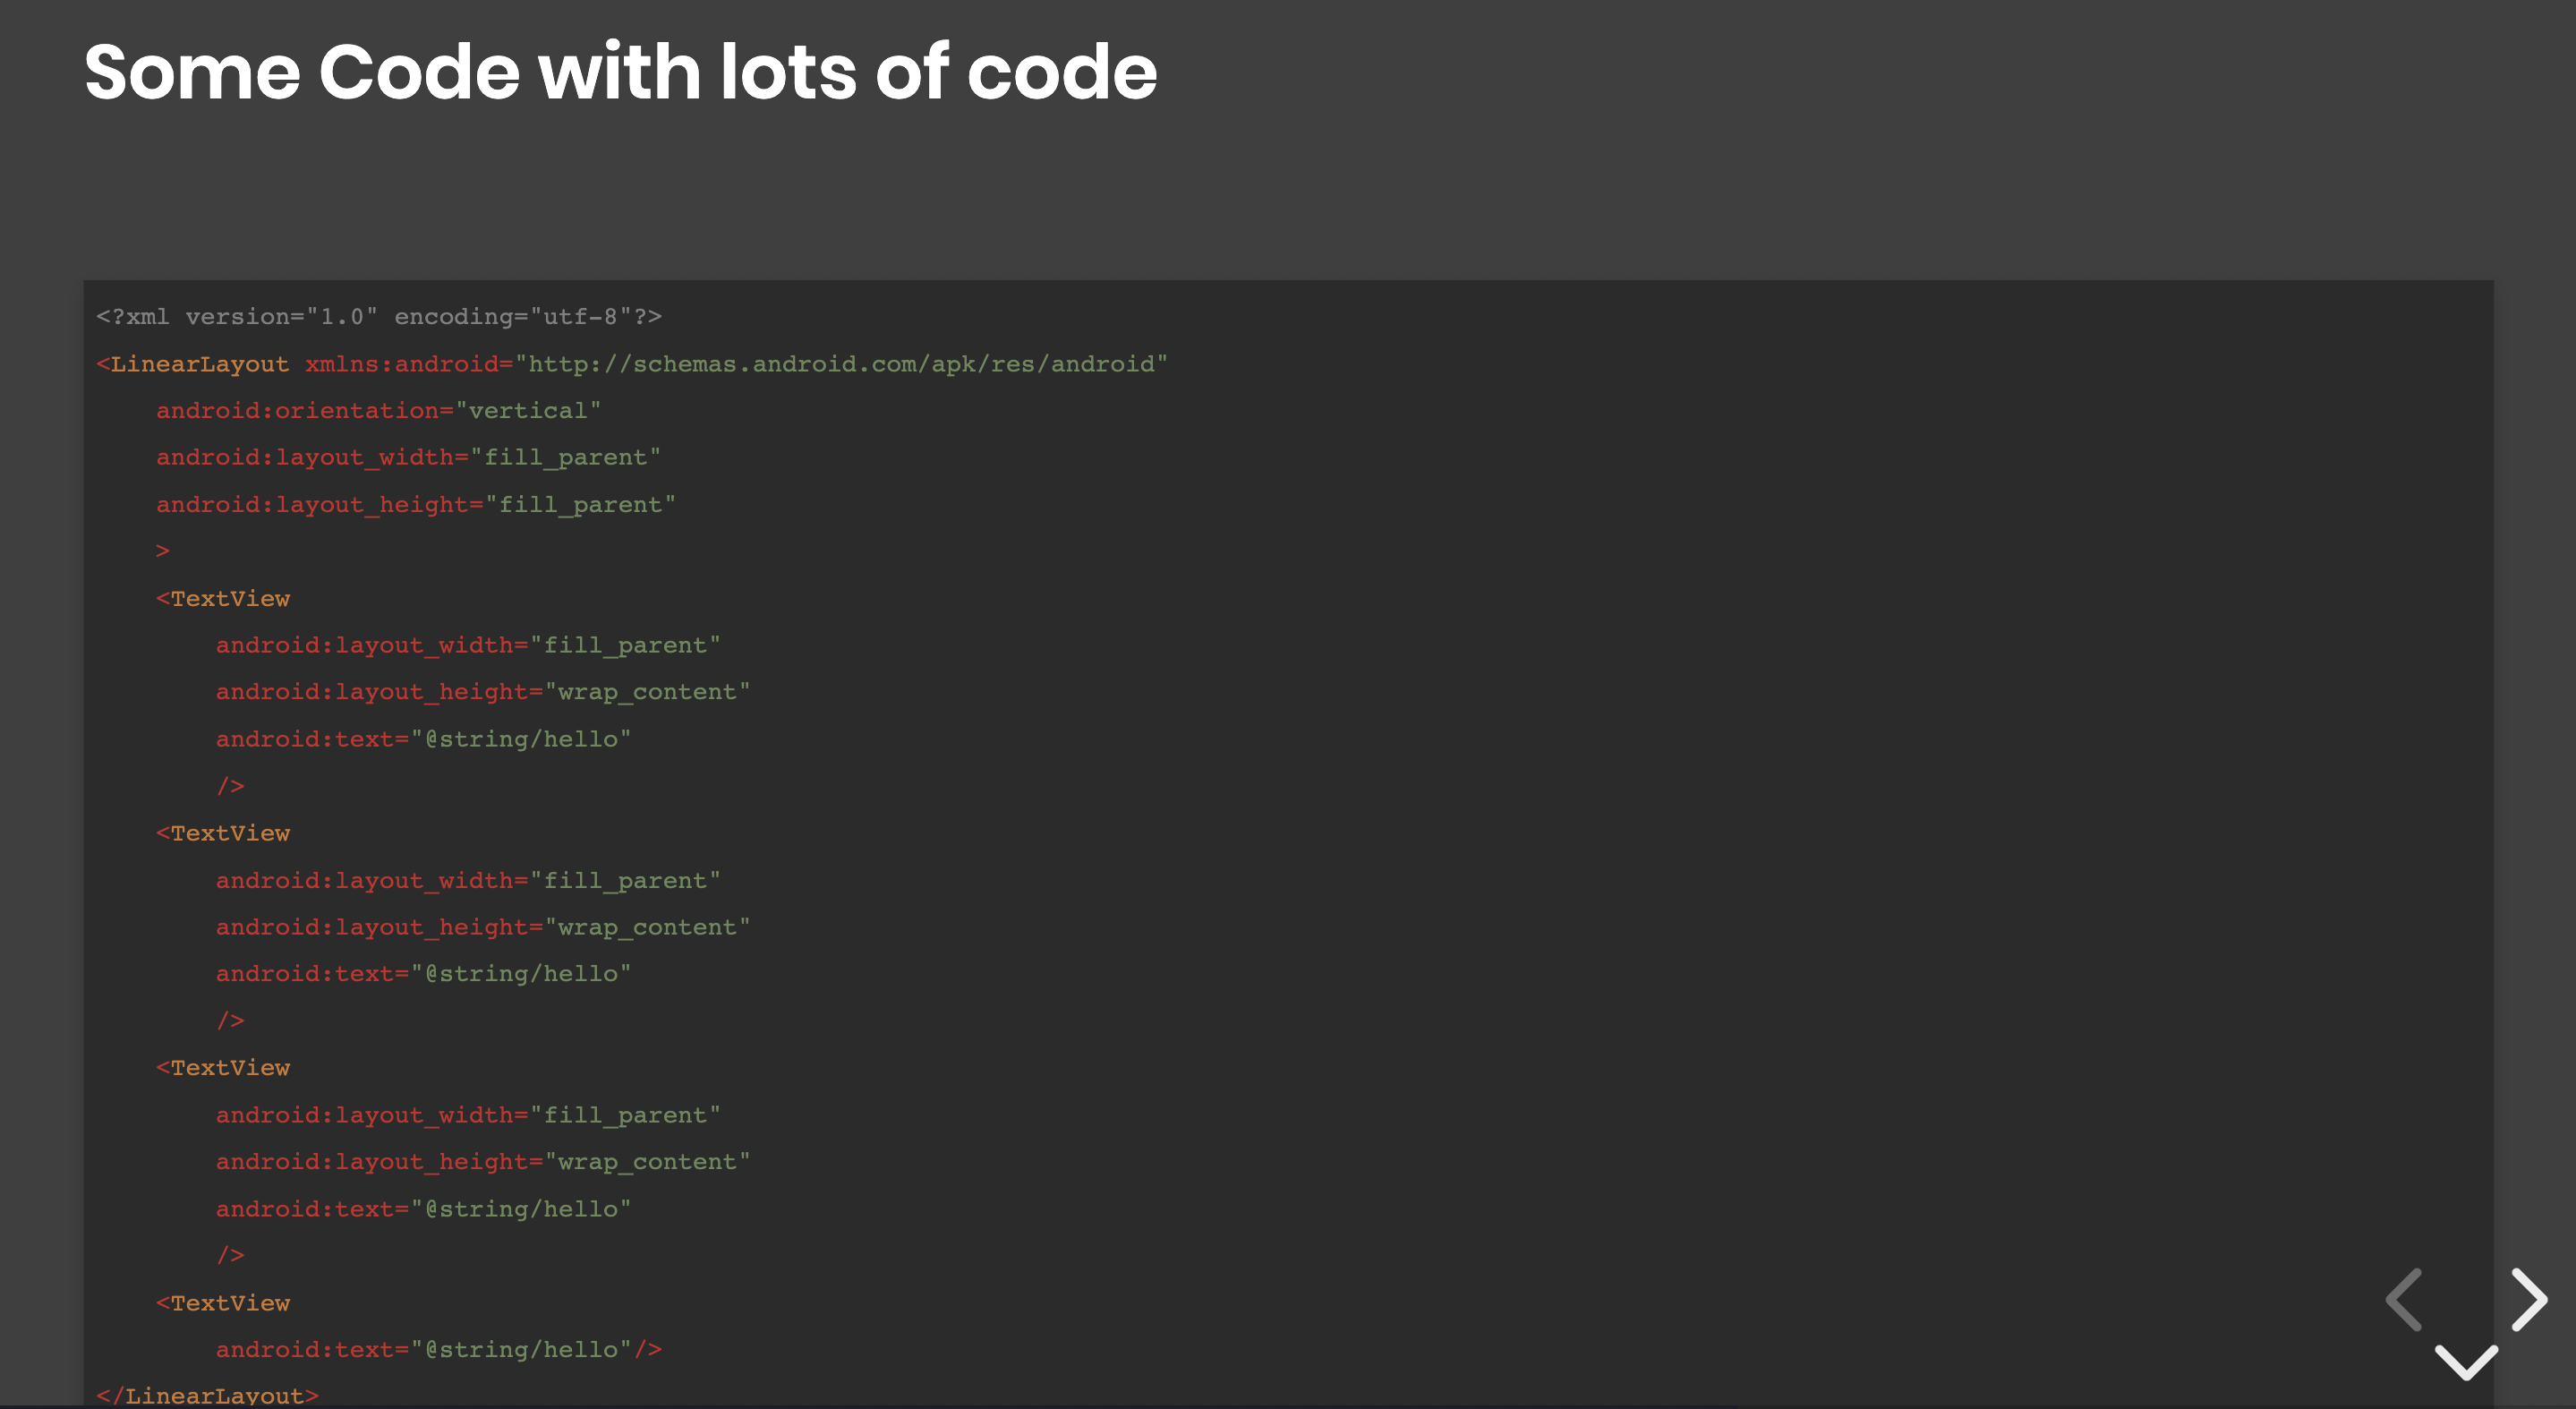 Some Code with lots of code
<?xml version="1.0" encoding="utf-8"?>
<LinearLayout xmlns:android="http://schemas.android.com/apk/res/android"
    android:orientation="vertical"
    android:layout_width="fill_parent"
    android:layout_height="fill_parent"
    >
    <TextView
        android:layout_width="fill_parent"
        android:layout_height="wrap_content"
        android:text="@string/hello"
        />
    <TextView
        android:layout_width="fill_parent"
        android:layout_height="wrap_content"
        android:text="@string/hello"
        />
    <TextView
        android:layout_width="fill_parent"
        android:layout_height="wrap_content"
        android:text="@string/hello"
        />
    <TextView
        android:text="@string/hello"/>
</LinearLayout>